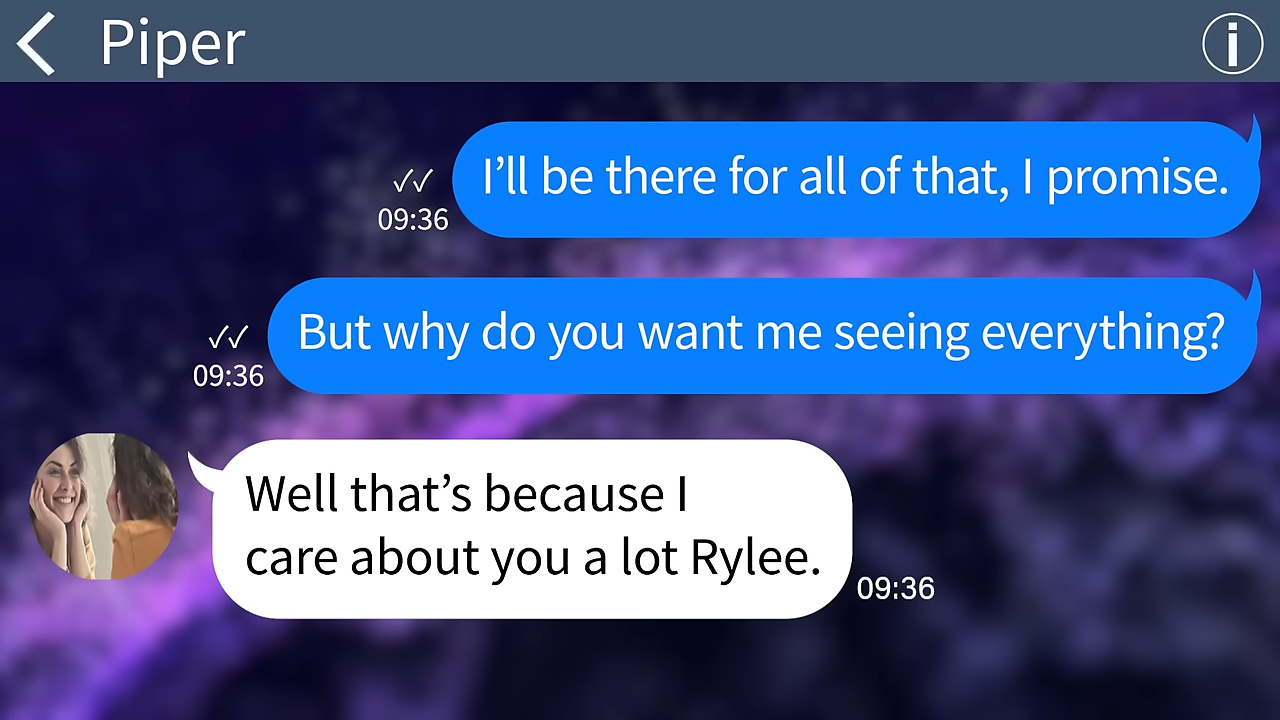 Piper
I’ll be there for all of that, I promise.
09:36
But why do you want me seeing everything?
09:36
Well that’s because I
care about you a lot Rylee.
09:36